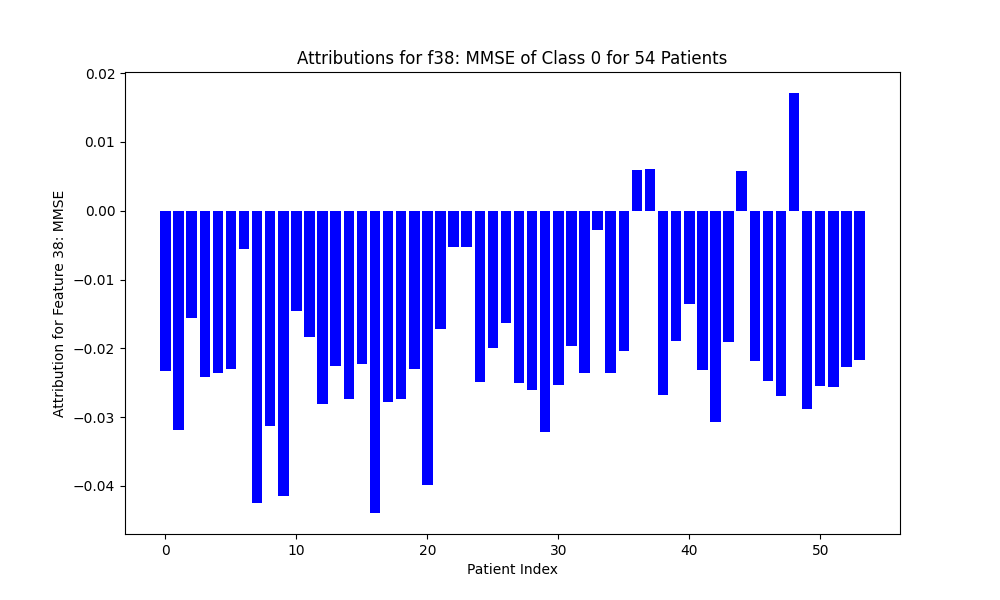 Attributions for f38: MMSE of Class 0 for 54 Patients
Attribution for Feature 38: MMSE
0.02
0.01
0.00
−0.01
−0.02
−0.03
−0.04
0 10 20 30 40 50
Patient Index